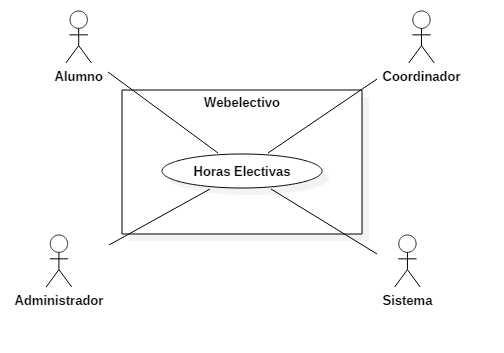 Alumno
Coordinador
Webelectivo
Horas Electivas
Administrador
Sistema